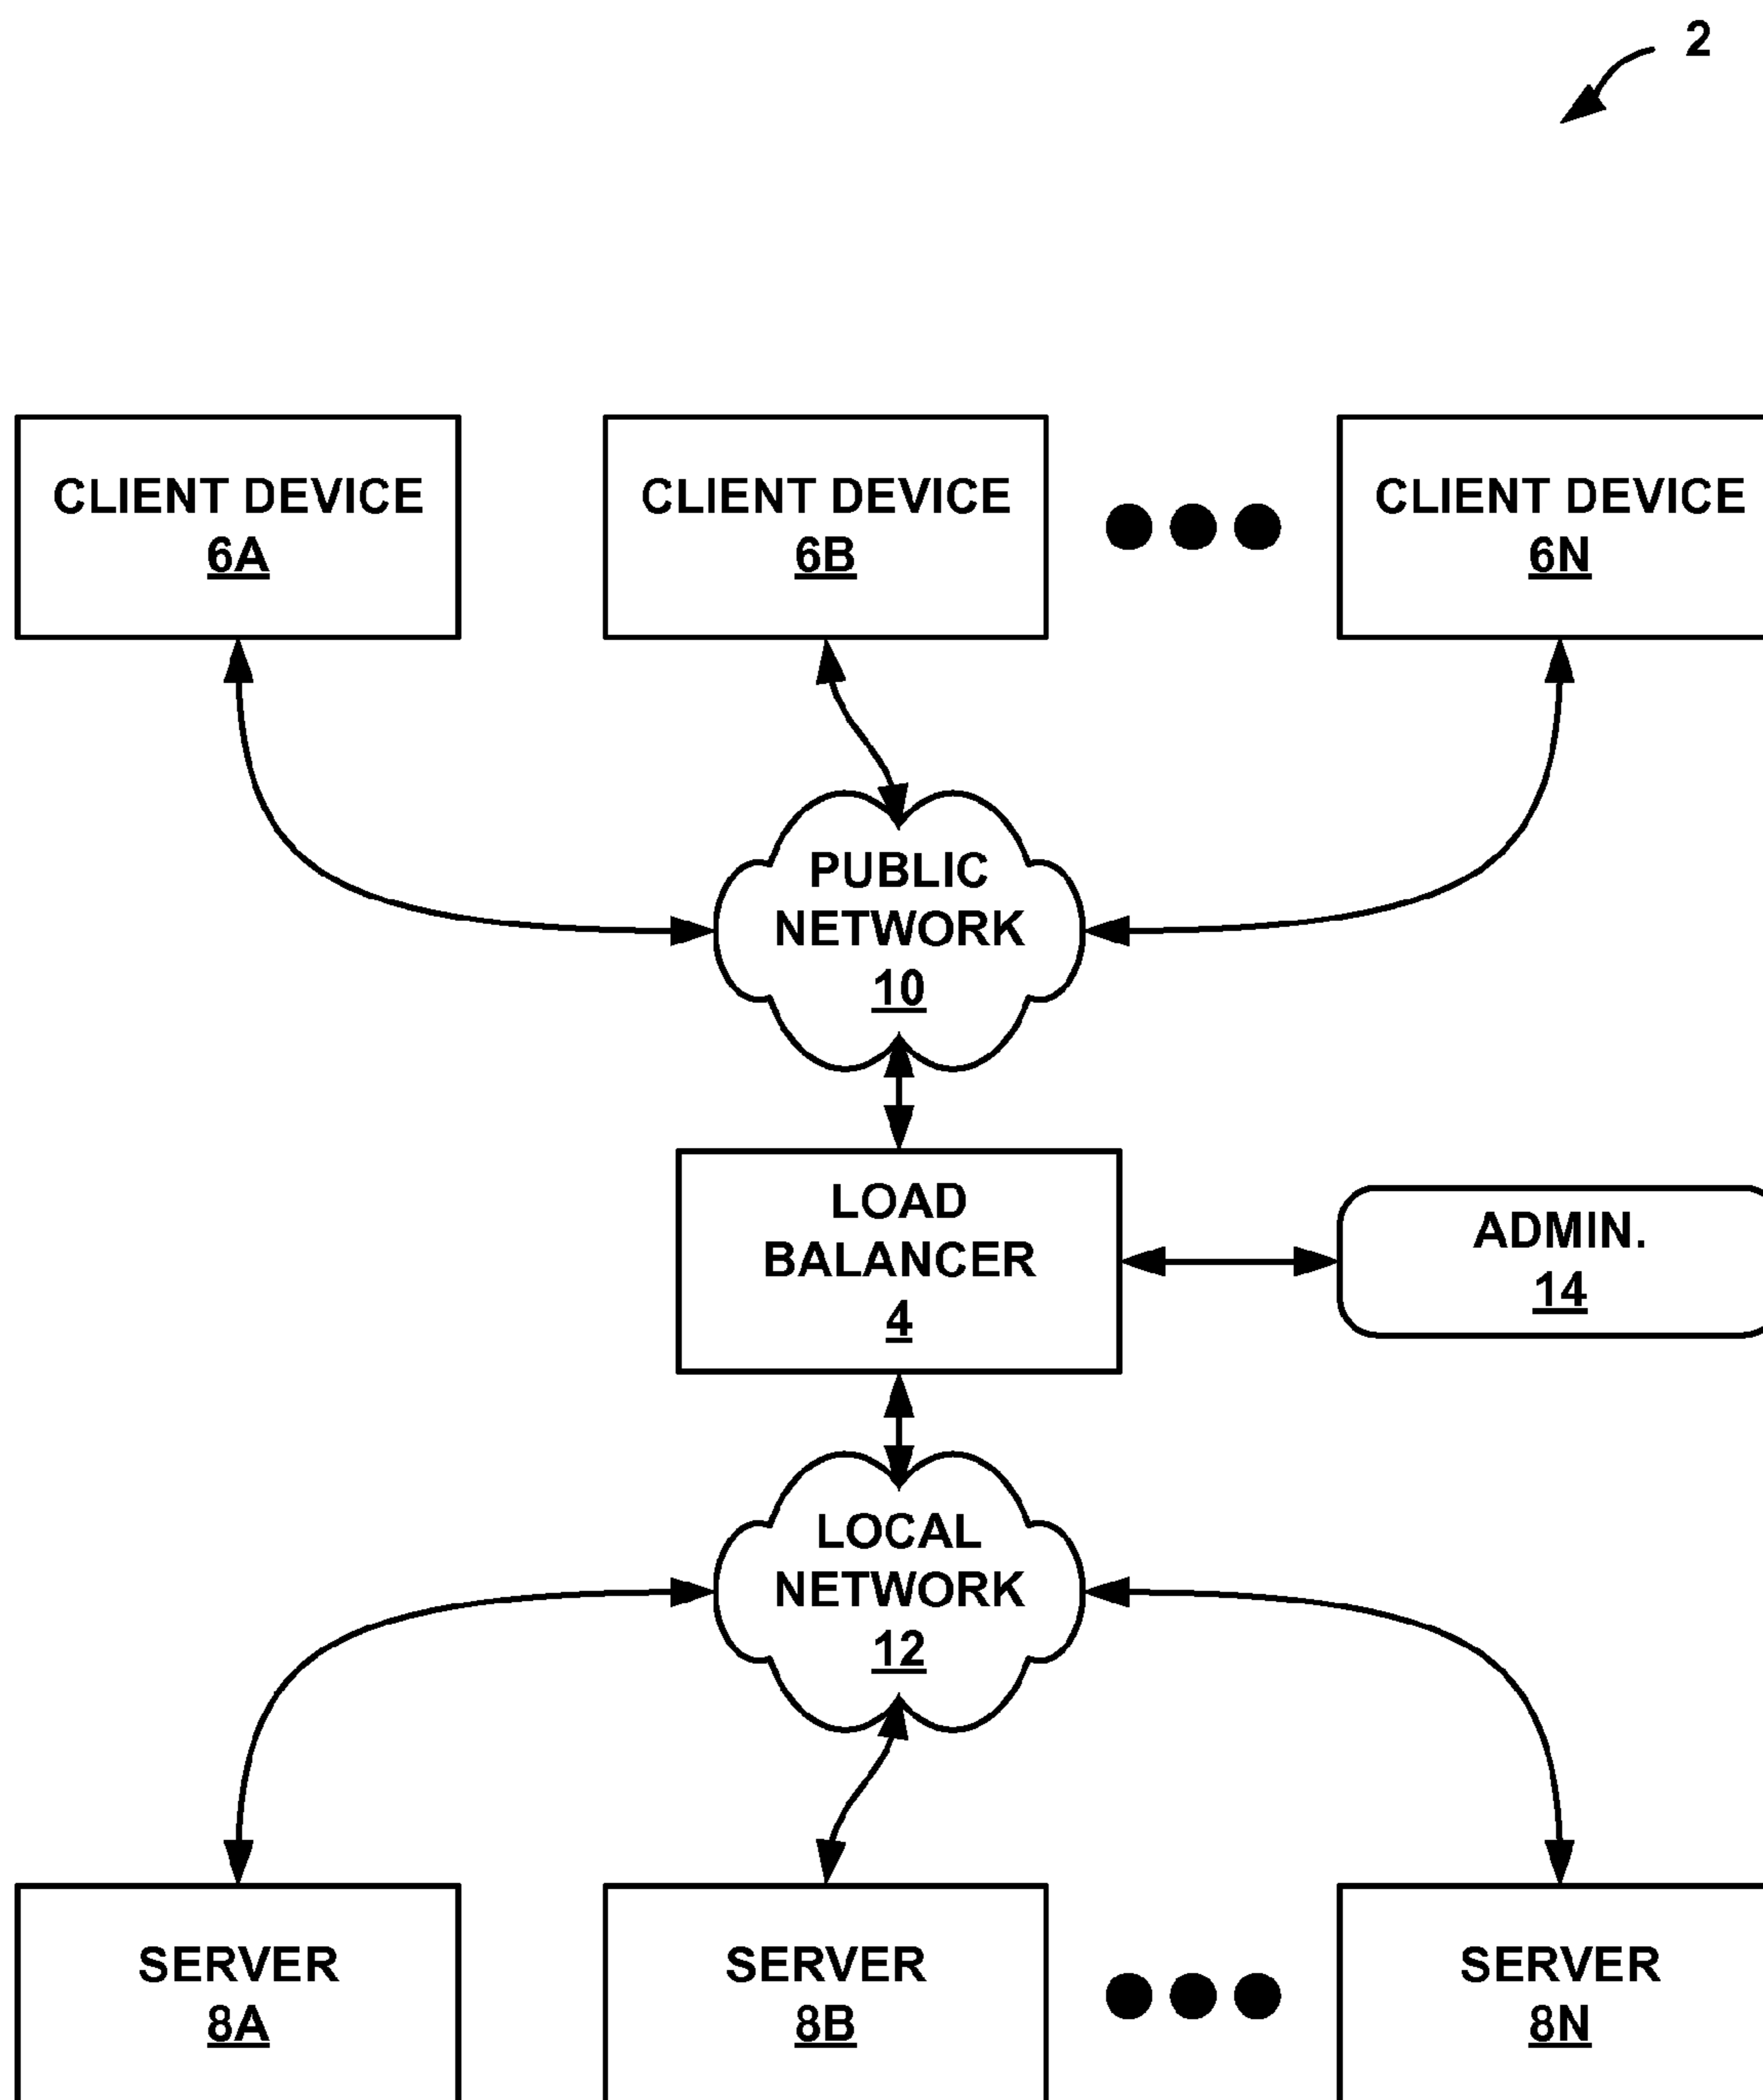 2
CLIENT DEVICE
6A
CLIENT DEVICE
6B
CLIENT DEVICE
6N
PUBLIC
NETWORK
10
LOAD
BALANCER
4
ADMIN.
14
LOCAL
NETWORK
12
SERVER
8A
SERVER
8B
SERVER
8N